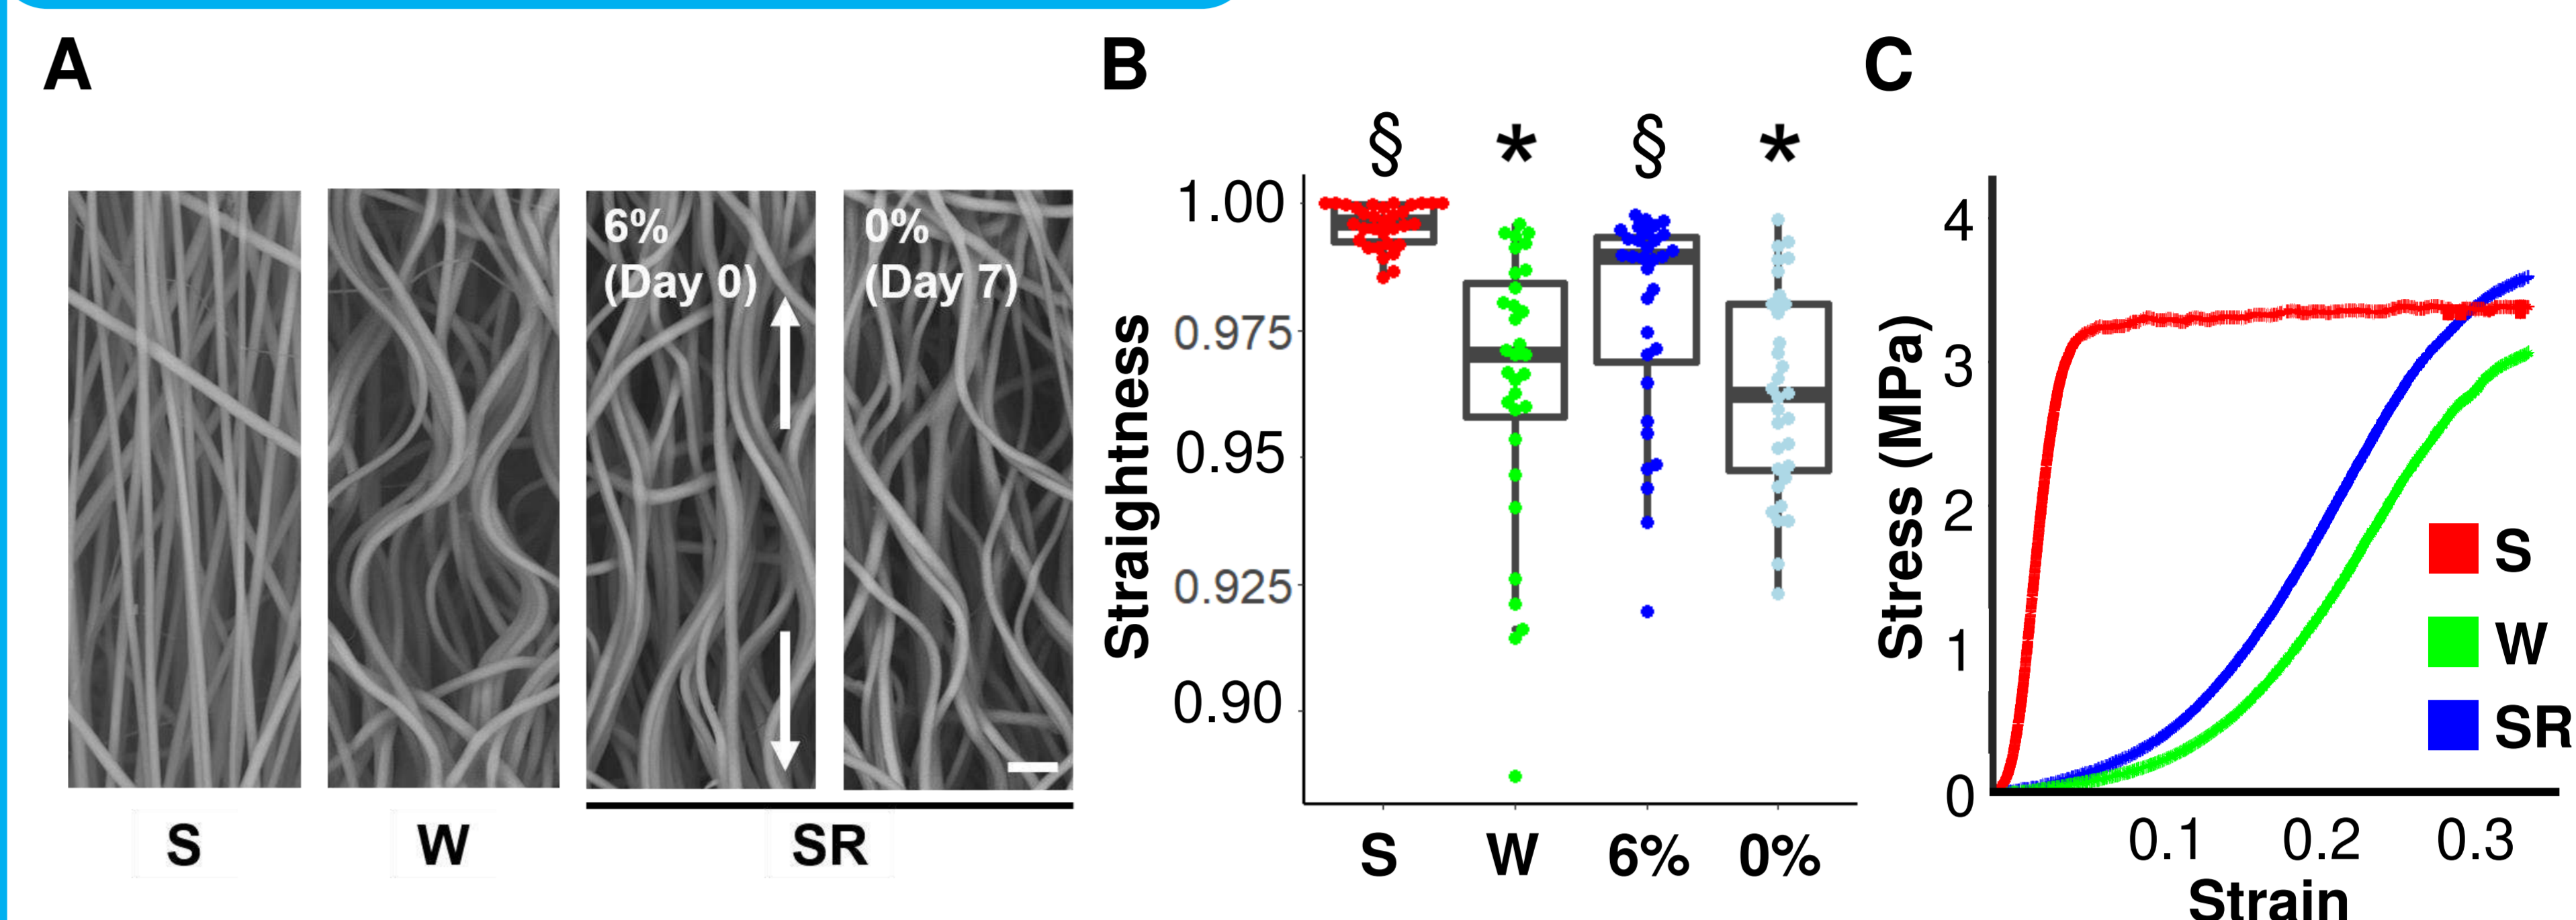 A
6%
(Day 0)
0%
(Day 7)
S
W
SR
B
§
*
§
*
Straightness
1.00
0.975
0.95
0.925
0.90
S
W
6%
0%
C
Stress (MPa)
4
3
2
1
0
S
W
SR
0.1
0.2
0.3
Strain